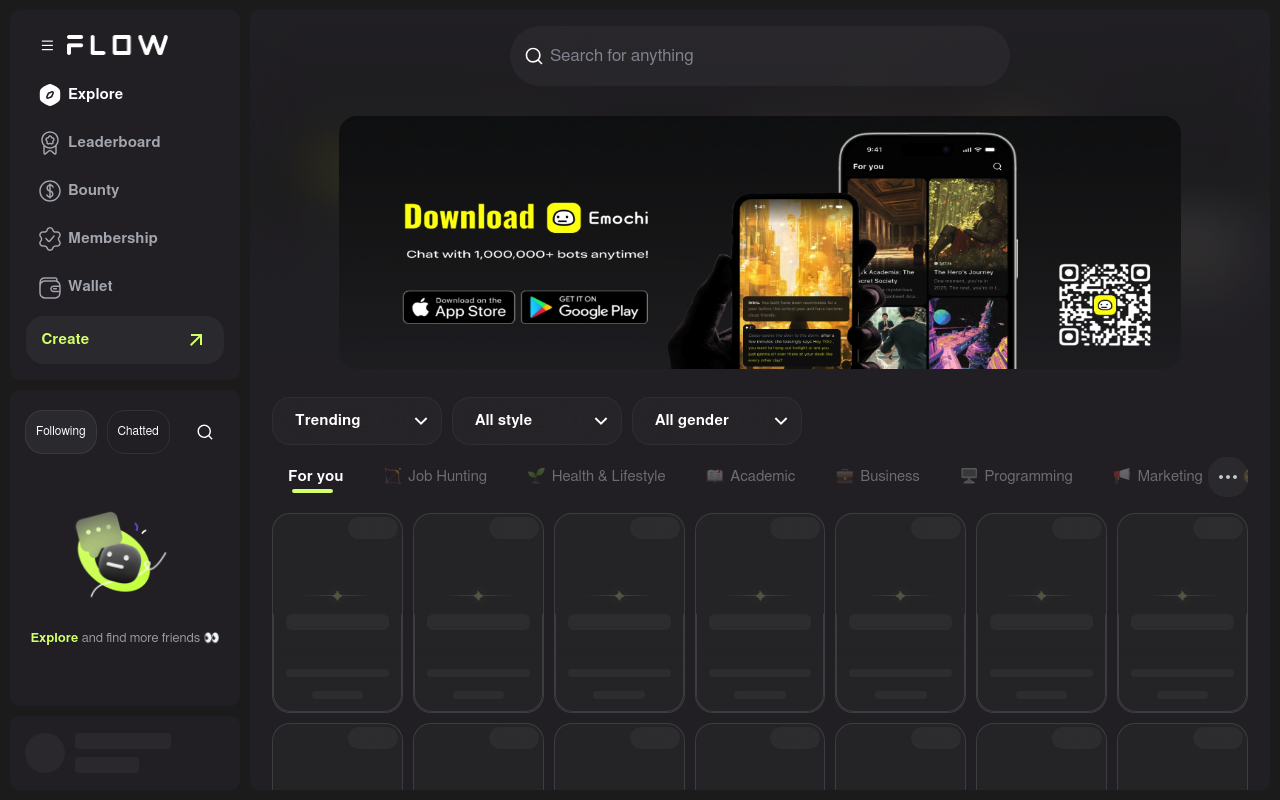 FLOW
Search for anything
Explore
Leaderboard
Bounty
Membership
Wallet
Create
Following
Chatted
Explore and find more friends 👀
Download Emochi
Chat with 1,000,000+ bots anytime!
Download on the
App Store
GET IT ON
Google Play
9:41
For you
9:41
The Hero's Journey
Trending
All style
All gender
For you
Job Hunting
Health & Lifestyle
Academic
Business
Programming
Marketing